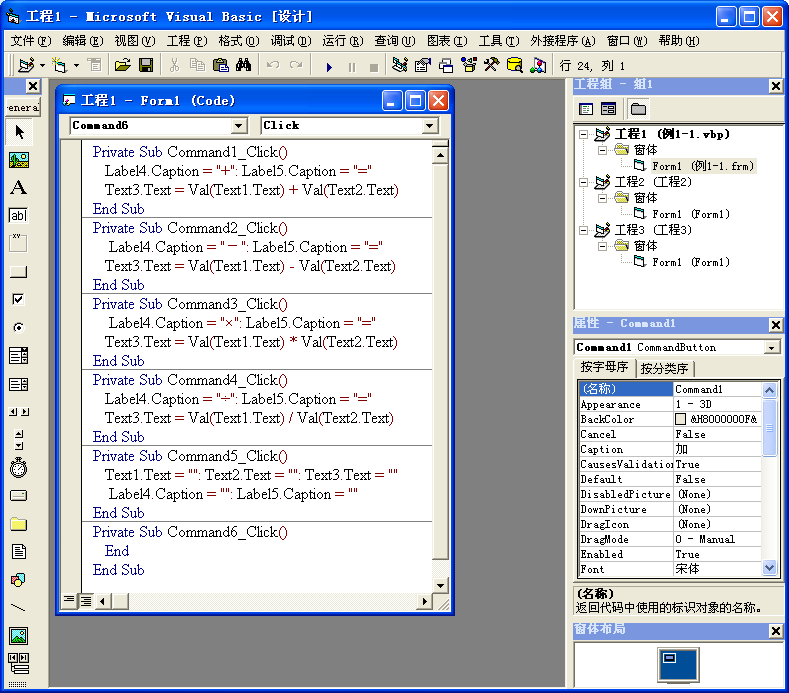 工程1 - Microsoft Visual Basic [设计]
文件(F) 编辑(E) 视图(V) 工程(P) 格式(O) 调试(D) 运行(R) 查询(U) 图表(I) 工具(T) 外接程序(A) 窗口(W) 帮助(H)
行 24, 列 1
General
A
ab|
xy
工程1 - Form1 (Code)
Command6 Click
Private Sub Command1_Click()
Label4.Caption = "+": Label5.Caption = "="
Text3.Text = Val(Text1.Text) + Val(Text2.Text)
End Sub
Private Sub Command2_Click()
Label4.Caption = "－": Label5.Caption = "="
Text3.Text = Val(Text1.Text) - Val(Text2.Text)
End Sub
Private Sub Command3_Click()
Label4.Caption = "×": Label5.Caption = "="
Text3.Text = Val(Text1.Text) * Val(Text2.Text)
End Sub
Private Sub Command4_Click()
Label4.Caption = "÷": Label5.Caption = "="
Text3.Text = Val(Text1.Text) / Val(Text2.Text)
End Sub
Private Sub Command5_Click()
Text1.Text = "": Text2.Text = "": Text3.Text = ""
Label4.Caption = "": Label5.Caption = ""
End Sub
Private Sub Command6_Click()
End
End Sub
工程组 - 组1
工程1 (例1-1.vbp)
窗体
Form1 (例1-1.frm)
工程2 (工程2)
窗体
Form1 (Form1)
工程3 (工程3)
窗体
Form1 (Form1)
属性 - Command1
Command1 CommandButton
按字母序 按分类序
(名称) Command1
Appearance 1 - 3D
BackColor &H8000000F&
Cancel False
Caption 加
CausesValidation True
Default False
DisabledPicture (None)
DownPicture (None)
DragIcon (None)
DragMode 0 - Manual
Enabled True
Font 宋体
(名称)
返回代码中使用的标识对象的名称。
窗体布局